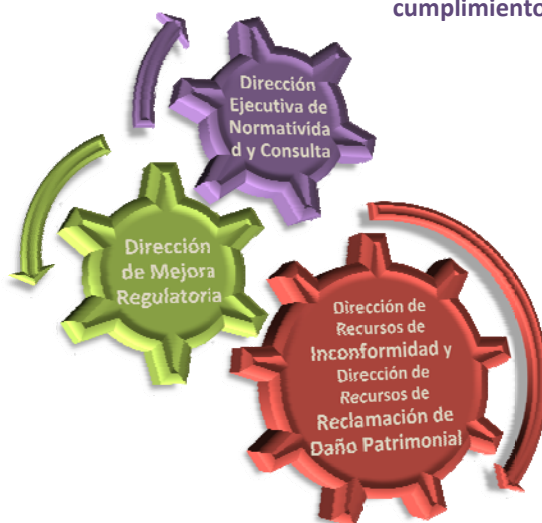 cumplimiento
Dirección
Ejecutiva de
Normativida
d y Consulta
Dirección
de Mejora
Regulatoria
Dirección de
Recursos de
Inconformidad y
Dirección de
Recursos de
Reclamación de
Daño Patrimonial